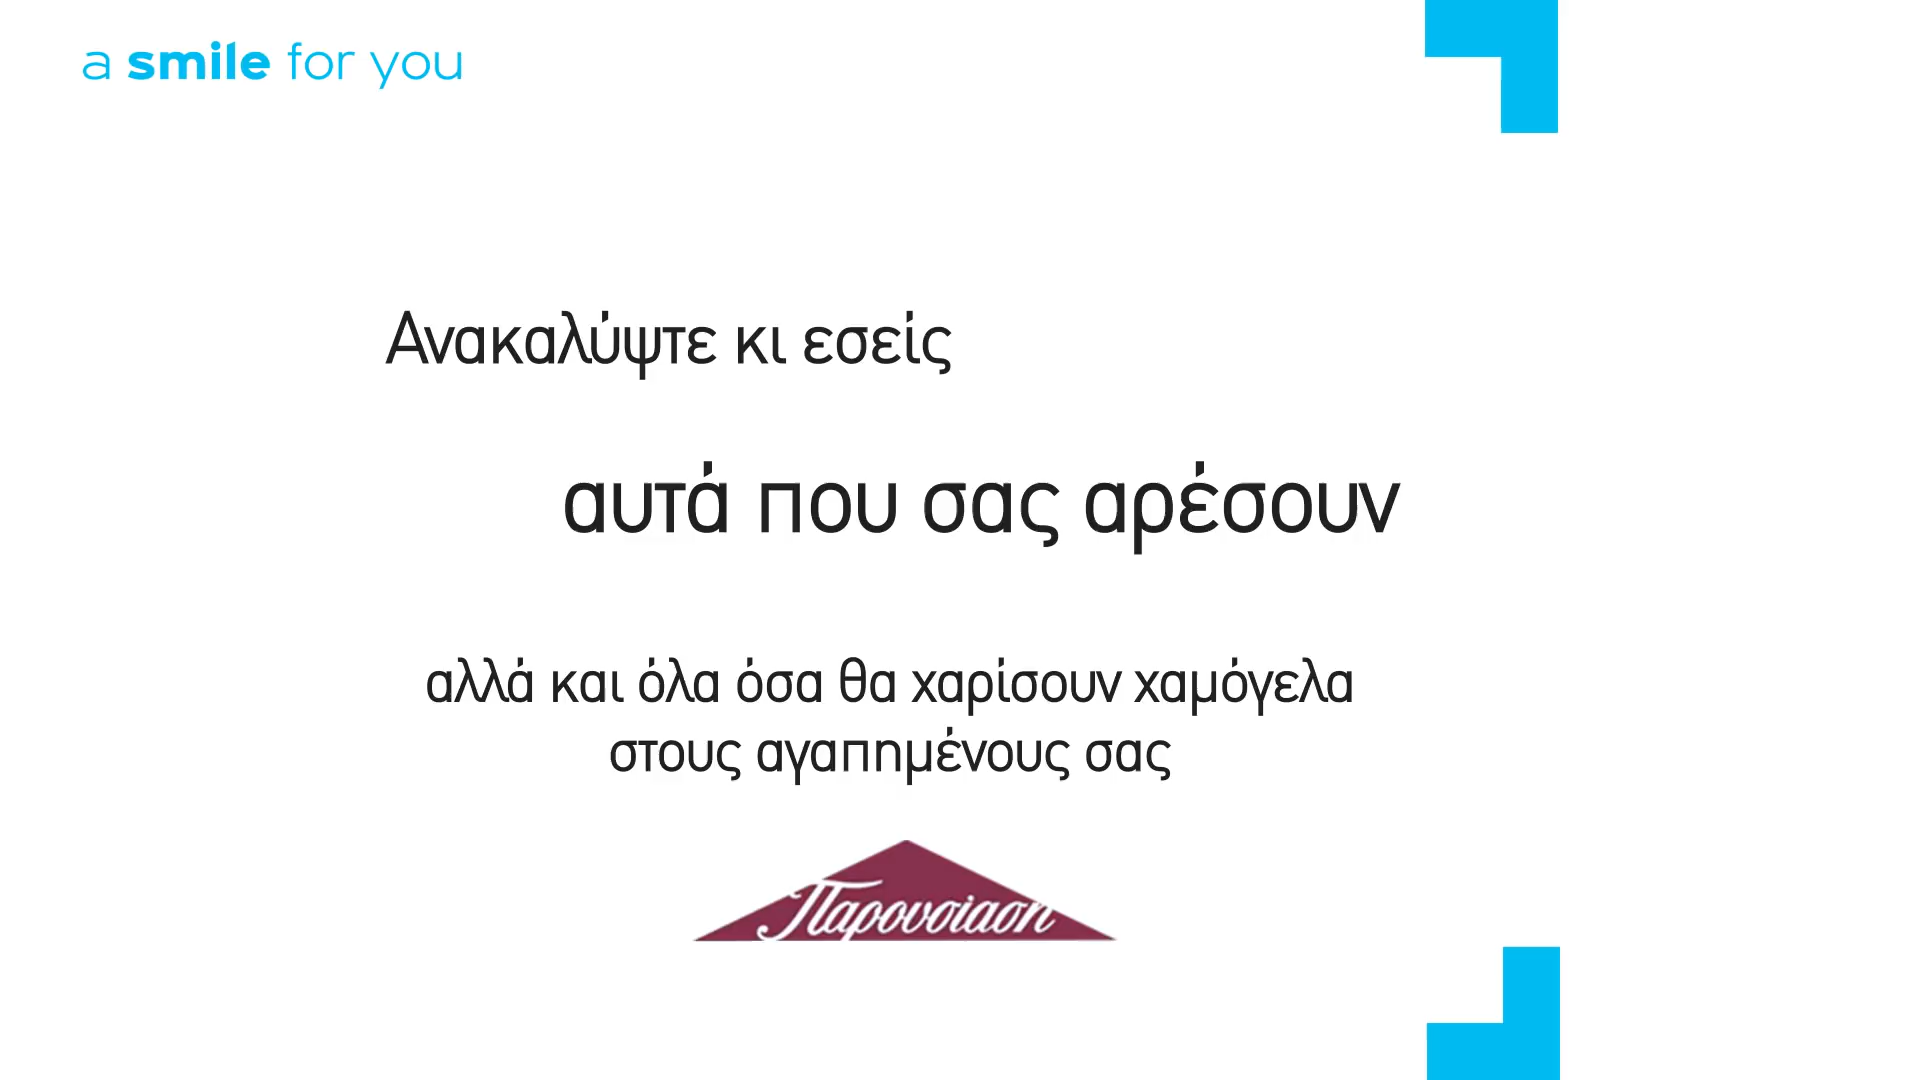 a smile for you
Ανακαλύψτε κι εσείς
αυτά που σας αρέσουν
αλλά και όλα όσα θα χαρίσουν χαμόγελα
στους αγαπημένους σας
Παρουσίαση